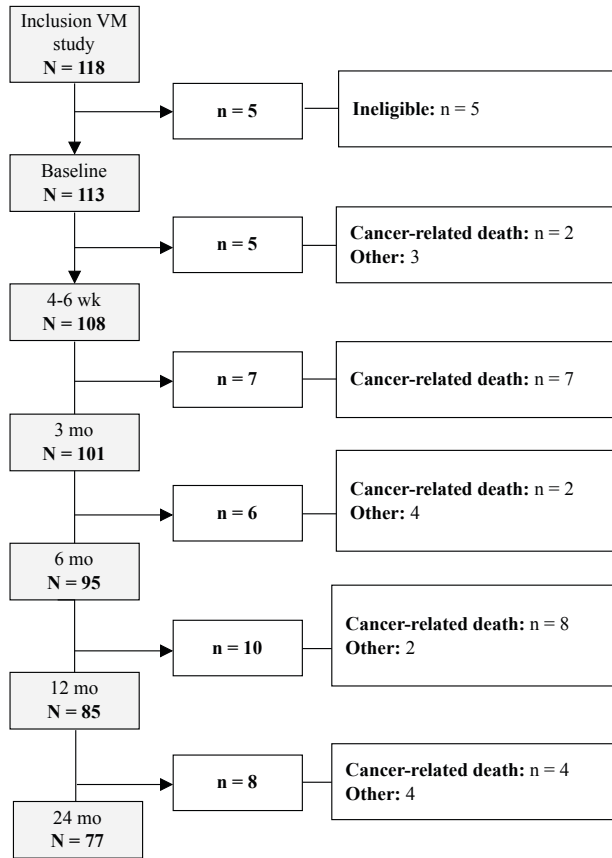 Inclusion VM
study
N = 118
n = 5
Ineligible: n = 5
Baseline
N = 113
n = 5
Cancer-related death: n = 2
Other: 3
4-6 wk
N = 108
n = 7
Cancer-related death: n = 7
3 mo
N = 101
n = 6
Cancer-related death: n = 2
Other: 4
6 mo
N = 95
n = 10
Cancer-related death: n = 8
Other: 2
12 mo
N = 85
n = 8
Cancer-related death: n = 4
Other: 4
24 mo
N = 77